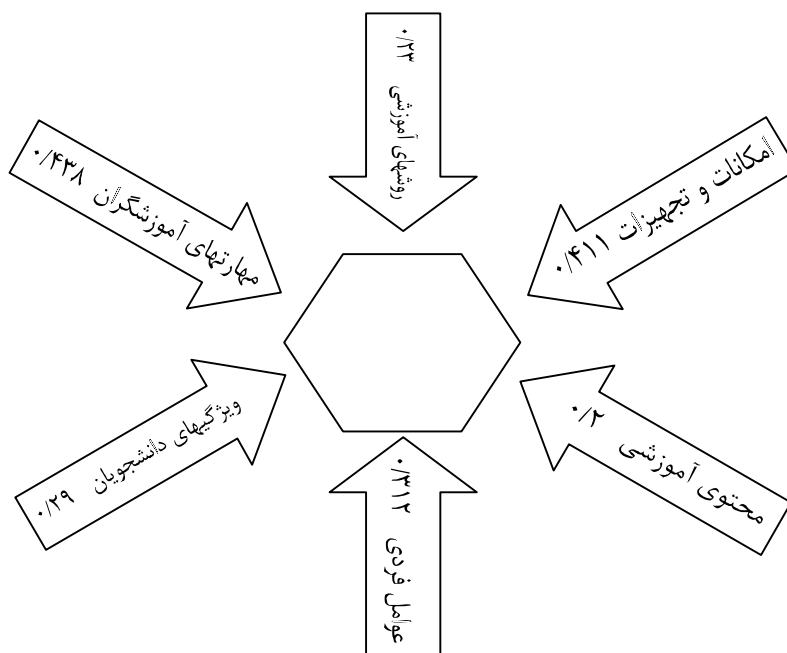 روشهای آموزشی ۰/۲۳
امکانات و تجهیزات ۰/۴۱۱
مهارتهای آموزشگران ۰/۴۳۸
محتوی آموزشی ۰/۲
ویژگیهای دانشجویان ۰/۲۹
عوامل فردی ۰/۳۱۲